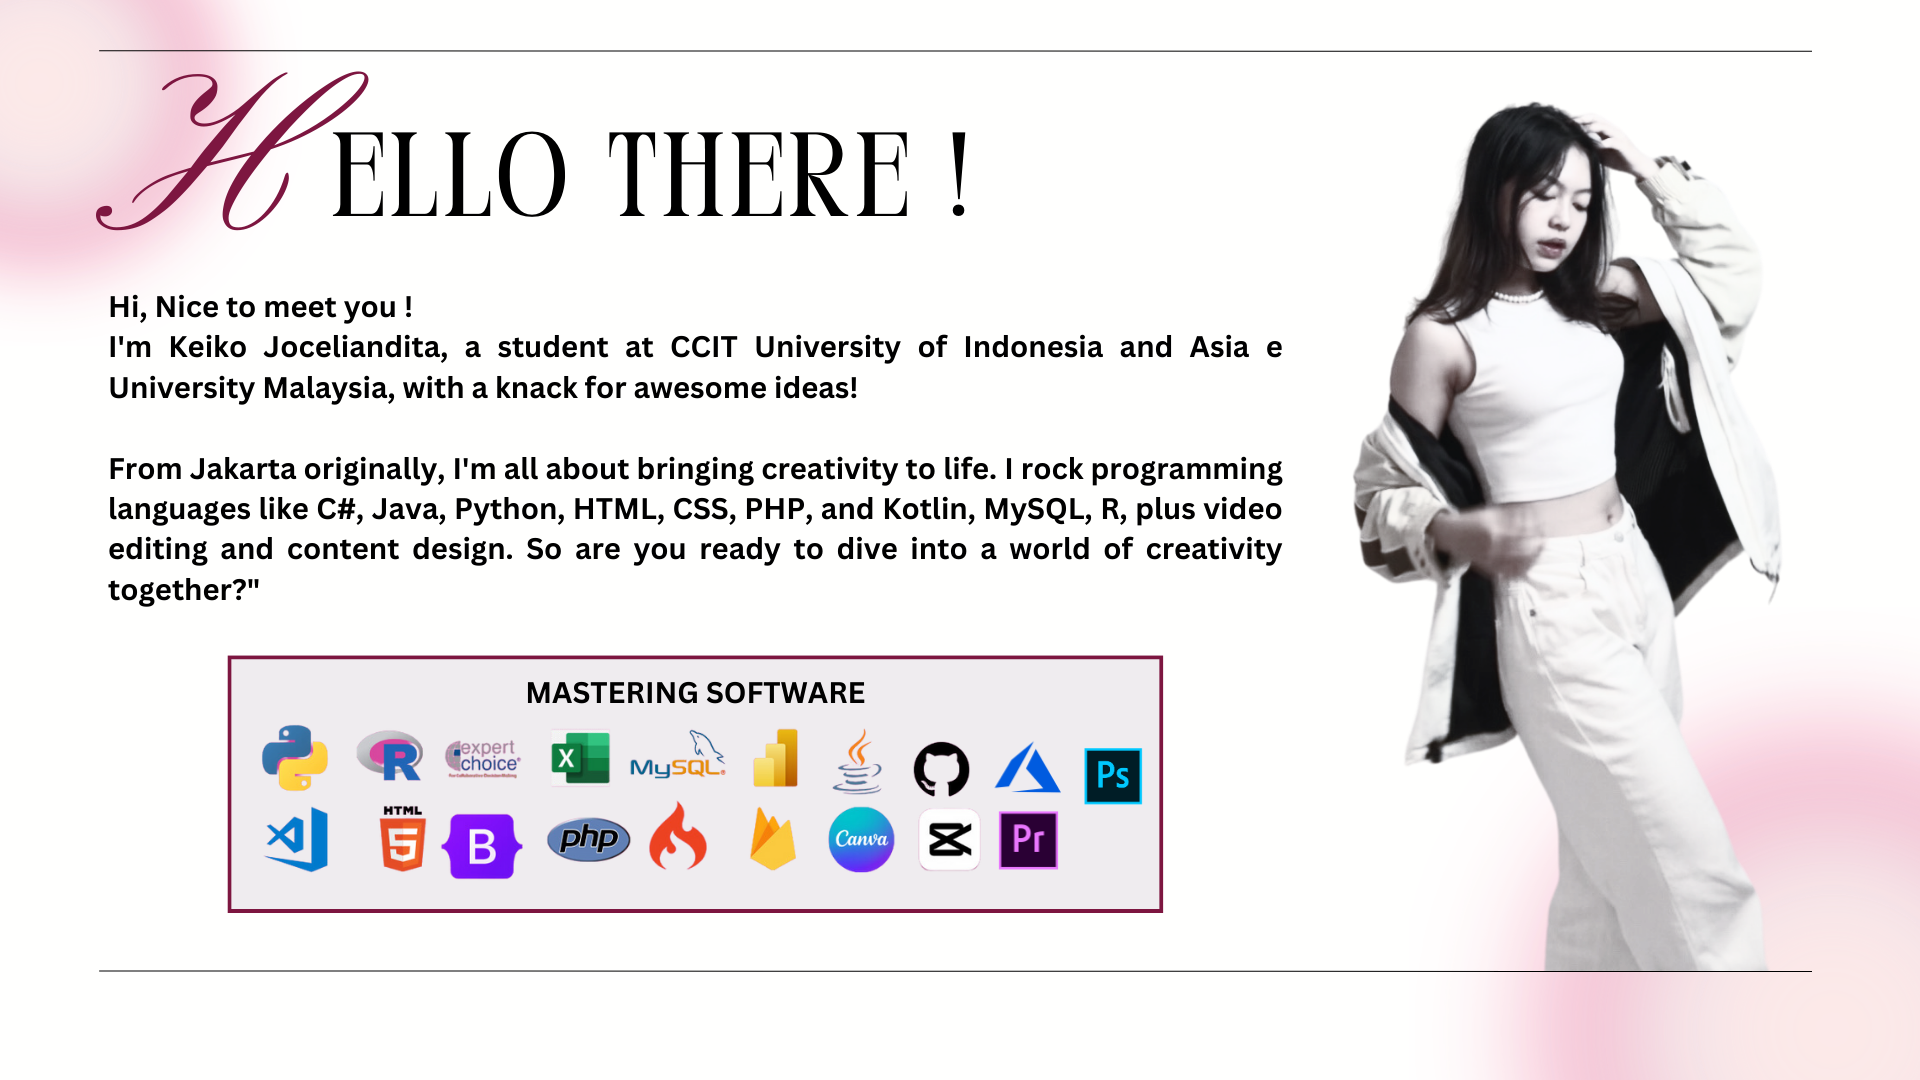 HELLO THERE !
Hi, Nice to meet you !
I'm Keiko Joceliandita, a student at CCIT University of Indonesia and Asia e
University Malaysia, with a knack for awesome ideas!
From Jakarta originally, I'm all about bringing creativity to life. I rock programming
languages like C#, Java, Python, HTML, CSS, PHP, and Kotlin, MySQL, R, plus video
editing and content design. So are you ready to dive into a world of creativity
together?"
MASTERING SOFTWARE
R
expert
choice®
X
MySQL®
Ps
HTML
5
B
php
Canva
Pr